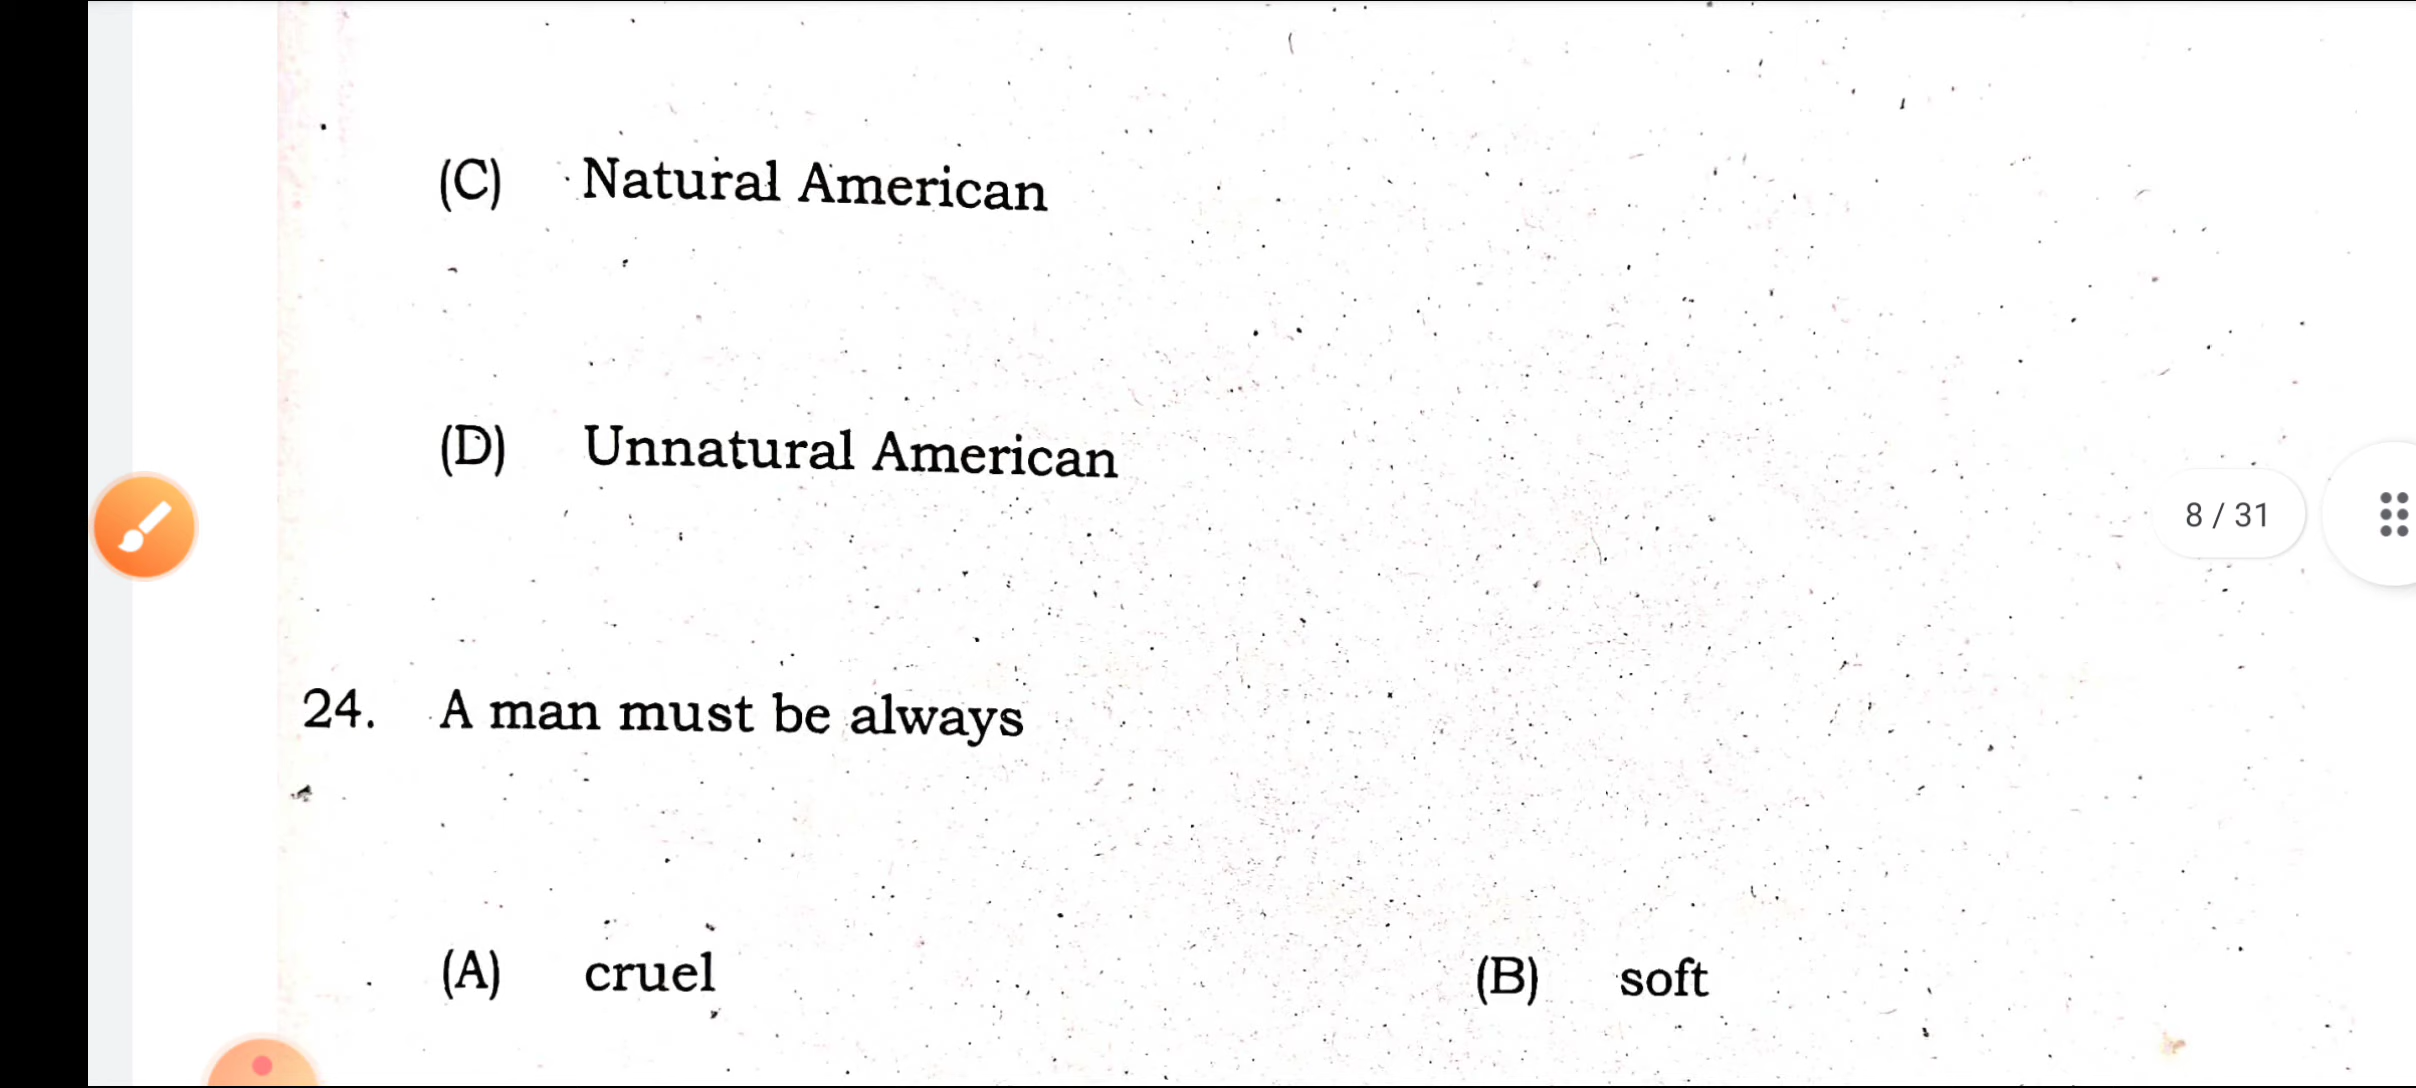 (C) Natural American
(D) Unnatural American
8 / 31
24. A man must be always
(A) cruel (B) soft